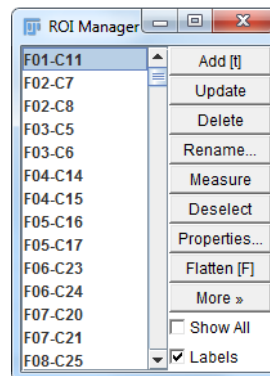 ROI Manager
F01-C11
F02-C7
F02-C8
F03-C5
F03-C6
F04-C14
F04-C15
F05-C16
F05-C17
F06-C23
F06-C24
F07-C20
F07-C21
F08-C25
Add [t]
Update
Delete
Rename...
Measure
Deselect
Properties...
Flatten [F]
More »
Show All
Labels